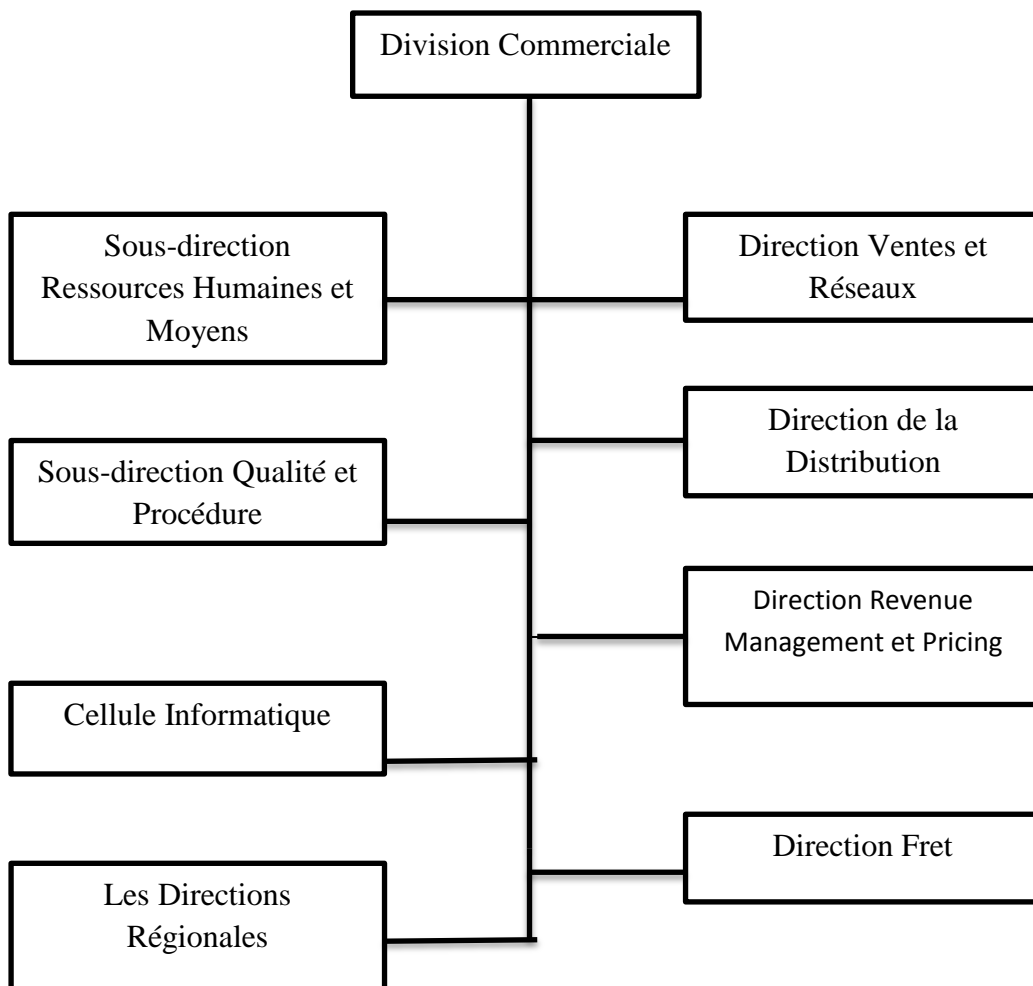 Division Commerciale
Sous-direction
Ressources Humaines et
Moyens
Direction Ventes et
Réseaux
Direction de la
Distribution
Sous-direction Qualité et
Procédure
Direction Revenue
Management et Pricing
Cellule Informatique
Direction Fret
Les Directions
Régionales